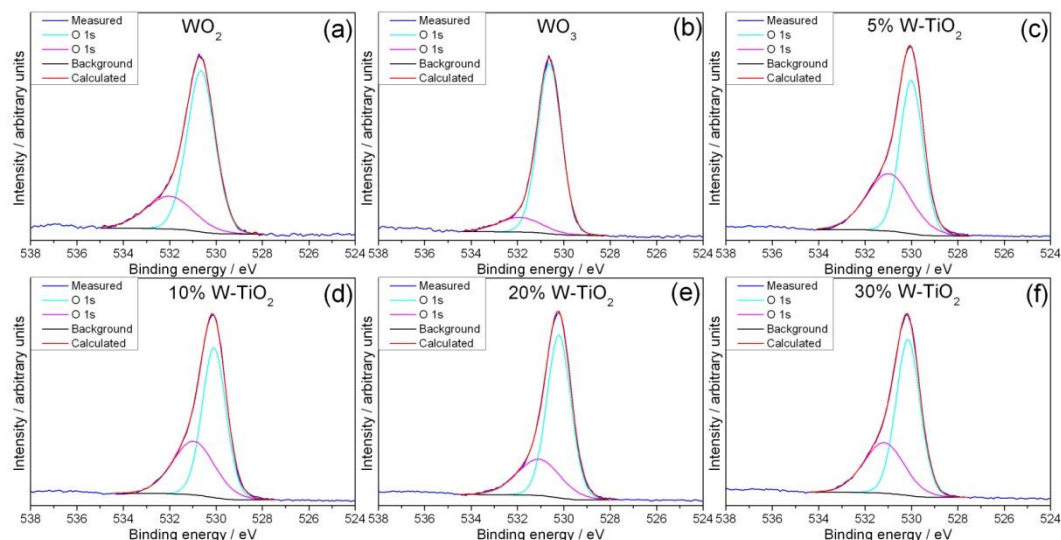 Measured
O 1s
O 1s
Background
Calculated
WO2
(a)
Intensity / arbitrary units
538 536 534 532 530 528 526 524
Binding energy / eV
Measured
O 1s
O 1s
Background
Calculated
WO3
(b)
Intensity / arbitrary units
538 536 534 532 530 528 526 524
Binding energy / eV
Measured
O 1s
O 1s
Background
Calculated
5% W-TiO2
(c)
Intensity / arbitrary units
538 536 534 532 530 528 526 524
Binding energy / eV
Measured
O 1s
O 1s
Background
Calculated
10% W-TiO2
(d)
Intensity / arbitrary units
538 536 534 532 530 528 526 524
Binding energy / eV
Measured
O 1s
O 1s
Background
Calculated
20% W-TiO2
(e)
Intensity / arbitrary units
538 536 534 532 530 528 526 524
Binding energy / eV
Measured
O 1s
O 1s
Background
Calculated
30% W-TiO2
(f)
Intensity / arbitrary units
538 536 534 532 530 528 526 524
Binding energy / eV